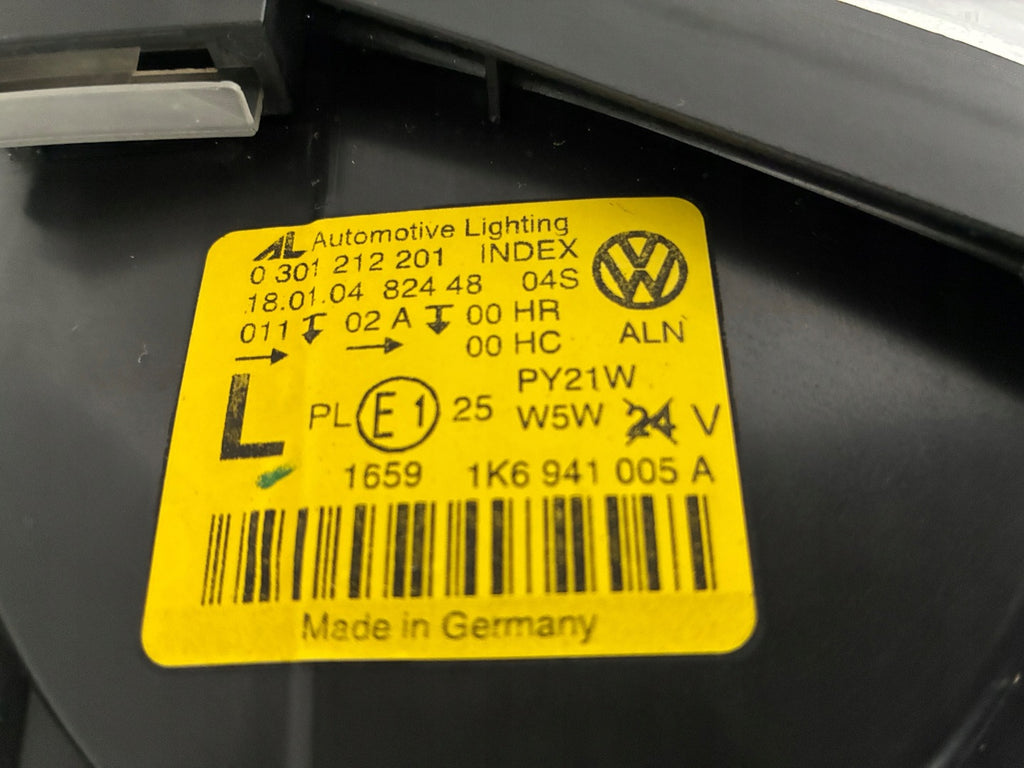 AL Automotive Lighting
0 301 212 201 INDEX
18.01.04 824 48 04S
011 02 A 00 HR
ALN
00 HC
L
PY21W
PL E1 25 W5W 24 V
1659 1K6 941 005 A
Made in Germany